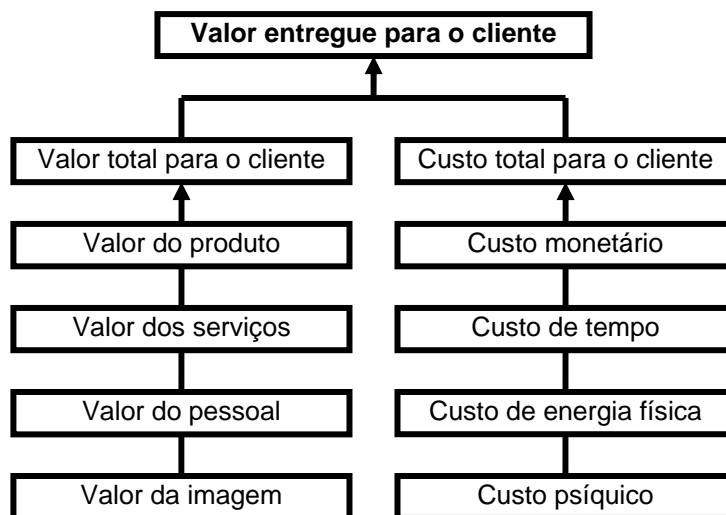 Valor entregue para o cliente
Valor total para o cliente
Custo total para o cliente
Valor do produto
Custo monetário
Valor dos serviços
Custo de tempo
Valor do pessoal
Custo de energia física
Valor da imagem
Custo psíquico